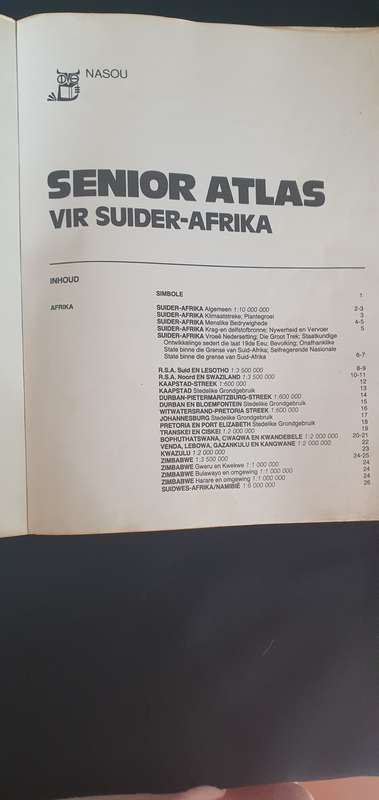 NASOU
SENIOR ATLAS
VIR SUIDER-AFRIKA
INHOUD
SIMBOLE 1
AFRIKA
SUIDER-AFRIKA Algemeen 1:10 000 000 2-3
SUIDER-AFRIKA Klimaatstreke; Plantegroei 3
SUIDER-AFRIKA Menslike Bedrywighede 4-5
SUIDER-AFRIKA Krag-en delfstofbronne; Nywerheid en Vervoer 5
SUIDER-AFRIKA Vroeë Nedersetting; Die Groot Trek; Staatkundige
Ontwikkelinge sedert die laat 19de Eeu; Bevolking; Onafhanklike
State binne die Grense van Suid-Afrika; Selfregerende Nasionale
State binne die grense van Suid-Afrika 6-7
R.S.A. Suid EN LESOTHO 1:3 500 000 8-9
R.S.A. Noord EN SWAZILAND 1:3 500 000 10-11
KAAPSTAD-STREEK 1:600 000 12
KAAPSTAD Stedelike Grondgebruik 13
DURBAN-PIETERMARITZBURG-STREEK 1:600 000 14
DURBAN EN BLOEMFONTEIN Stedelike Grondgebruik 15
WITWATERSRAND-PRETORIA STREEK 1:600 000 16
JOHANNESBURG Stedelike Grondgebruik 17
PRETORIA EN PORT ELIZABETH Stedelike Grondgebruik 18
TRANSKEI EN CISKEI 1:2 000 000 19
BOPHUTHATSWANA, QWAQWA EN KWANDEBELE 1:2 000 000 20-21
VENDA, LEBOWA, GAZANKULU EN KANGWANE 1:2 000 000 22
KWAZULU 1:2 000 000 23
ZIMBABWE 1:3 500 000 24-25
ZIMBABWE Gweru en Kwekwe 1:1 000 000 24
ZIMBABWE Bulawayo en omgewing 1:1 000 000 24
ZIMBABWE Harare en omgewing 1:1 000 000 24
SUIDWES-AFRIKA/NAMIBIË 1:6 000 000 26